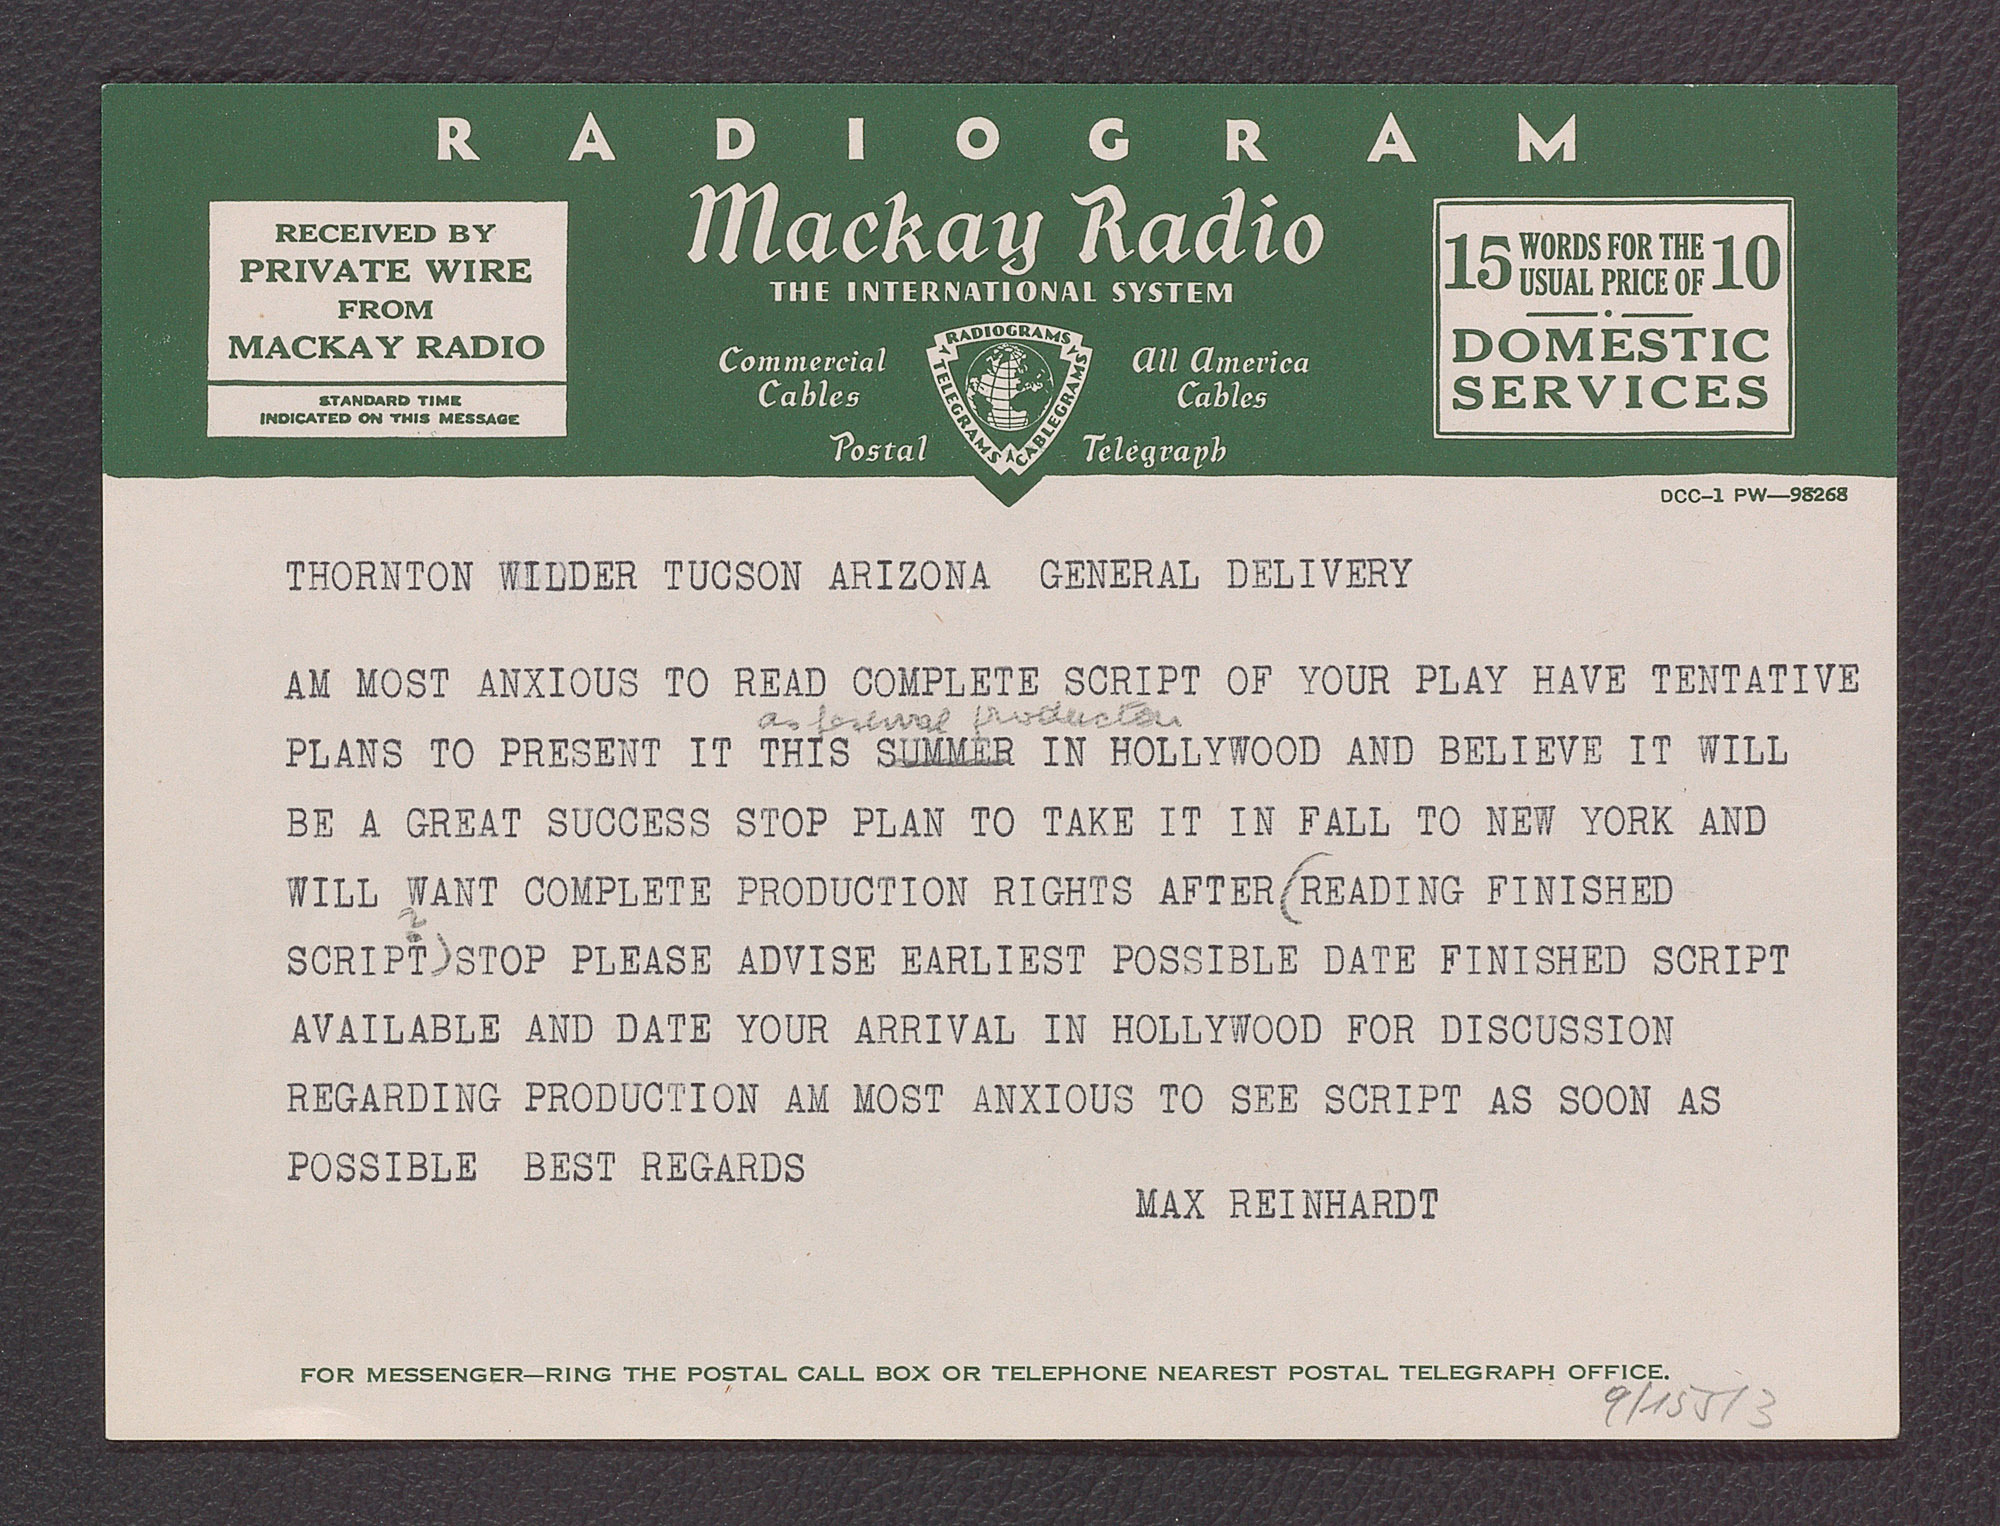 RADIOGRAM
Mackay Radio
THE INTERNATIONAL SYSTEM
RECEIVED BY
PRIVATE WIRE
FROM
MACKAY RADIO
STANDARD TIME
INDICATED ON THIS MESSAGE
Commercial
Cables
All America
Cables
Postal
Telegraph
RADIOGRAMS
TELEGRAMS
CABLEGRAMS
15 WORDS FOR THE
USUAL PRICE OF 10
DOMESTIC
SERVICES
DCC-1 PW—98268
THORNTON WILDER TUCSON ARIZONA GENERAL DELIVERY
AM MOST ANXIOUS TO READ COMPLETE SCRIPT OF YOUR PLAY HAVE TENTATIVE
as festival production
PLANS TO PRESENT IT THIS SUMMER IN HOLLYWOOD AND BELIEVE IT WILL
BE A GREAT SUCCESS STOP PLAN TO TAKE IT IN FALL TO NEW YORK AND
WILL WANT COMPLETE PRODUCTION RIGHTS AFTER (READING FINISHED
?
SCRIPT) STOP PLEASE ADVISE EARLIEST POSSIBLE DATE FINISHED SCRIPT
AVAILABLE AND DATE YOUR ARRIVAL IN HOLLYWOOD FOR DISCUSSION
REGARDING PRODUCTION AM MOST ANXIOUS TO SEE SCRIPT AS SOON AS
POSSIBLE BEST REGARDS
MAX REINHARDT
FOR MESSENGER—RING THE POSTAL CALL BOX OR TELEPHONE NEAREST POSTAL TELEGRAPH OFFICE.